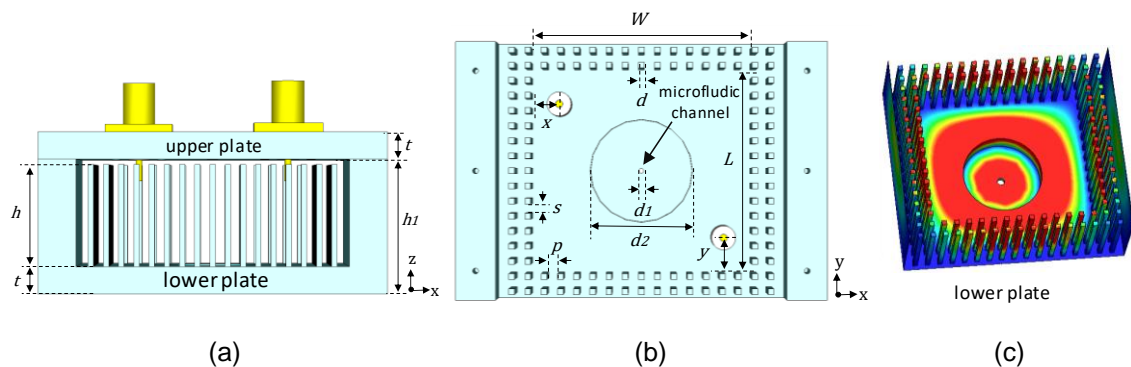 upper plate
t
h
h1
t
lower plate
z
x
(a)
W
d
microfludic
channel
x
L
s
d1
d2
p
y
y
x
(b)
lower plate
(c)